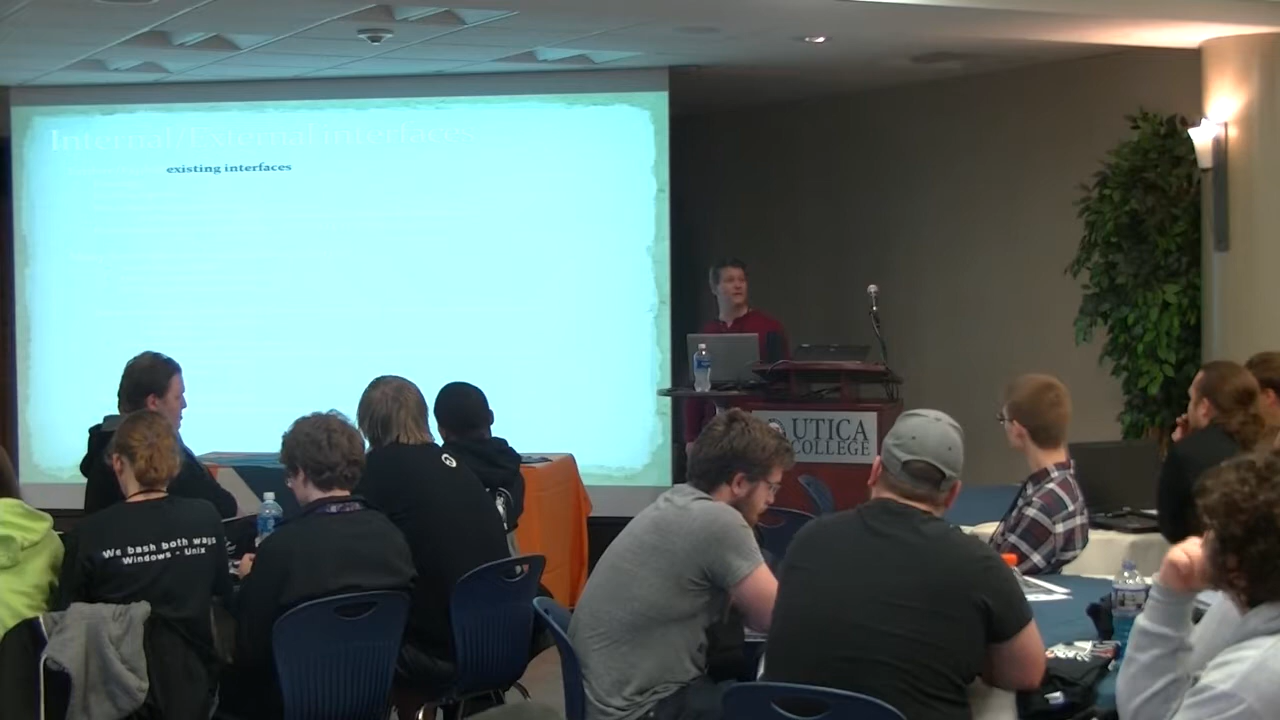 Internal/External interfaces
existing interfaces
UTICA
COLLEGE
We bash both ways
Windows - Unix